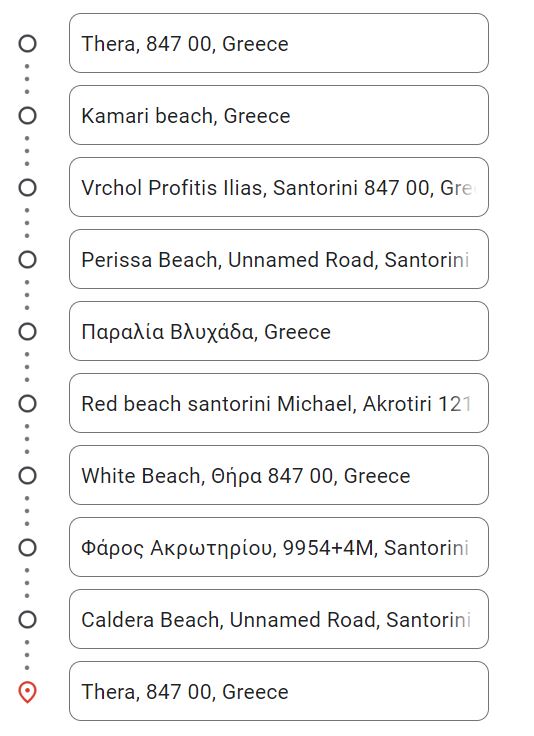 Thera, 847 00, Greece
Kamari beach, Greece
Vrchol Profitis Ilias, Santorini 847 00, Gre
Perissa Beach, Unnamed Road, Santorini
Παραλία Βλυχάδα, Greece
Red beach santorini Michael, Akrotiri 121
White Beach, Θήρα 847 00, Greece
Φάρος Ακρωτηρίου, 9954+4M, Santorini
Caldera Beach, Unnamed Road, Santorini
Thera, 847 00, Greece